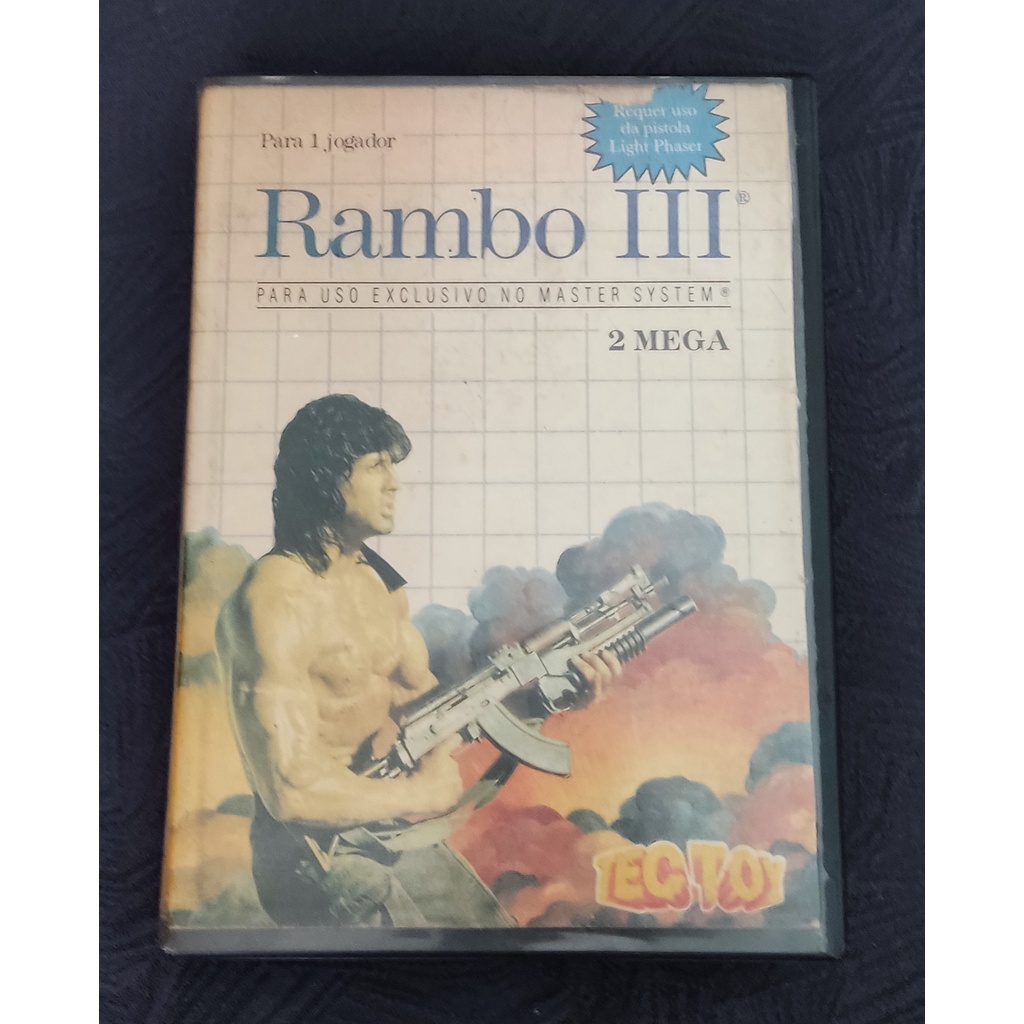 Requer uso
da pistola
Light Phaser
Para 1 jogador
Rambo III®
PARA USO EXCLUSIVO NO MASTER SYSTEM®
2 MEGA
TEC TOY